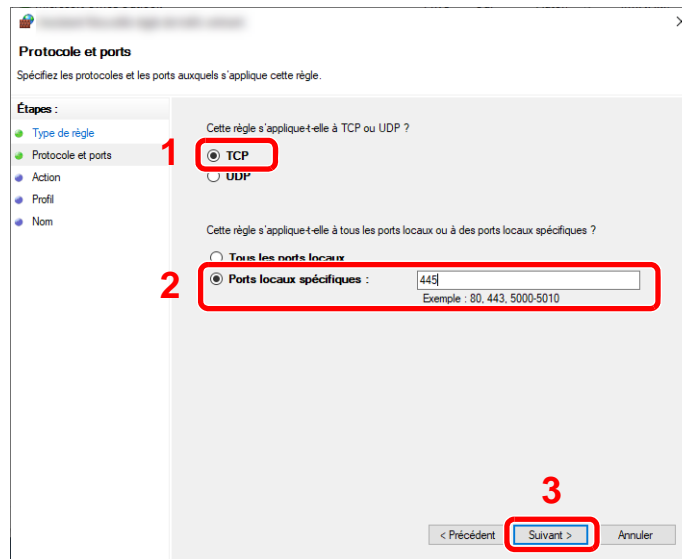 Protocole et ports
Spécifiez les protocoles et les ports auxquels s'applique cette règle.
Étapes :
Type de règle
Protocole et ports
Action
Profil
Nom
Cette règle s'applique-t-elle à TCP ou UDP ?
1
TCP
UDP
Cette règle s'applique-t-elle à tous les ports locaux ou à des ports locaux spécifiques ?
Tous les ports locaux
2
Ports locaux spécifiques : 445
Exemple : 80, 443, 5000-5010
3
< Précédent Suivant > Annuler